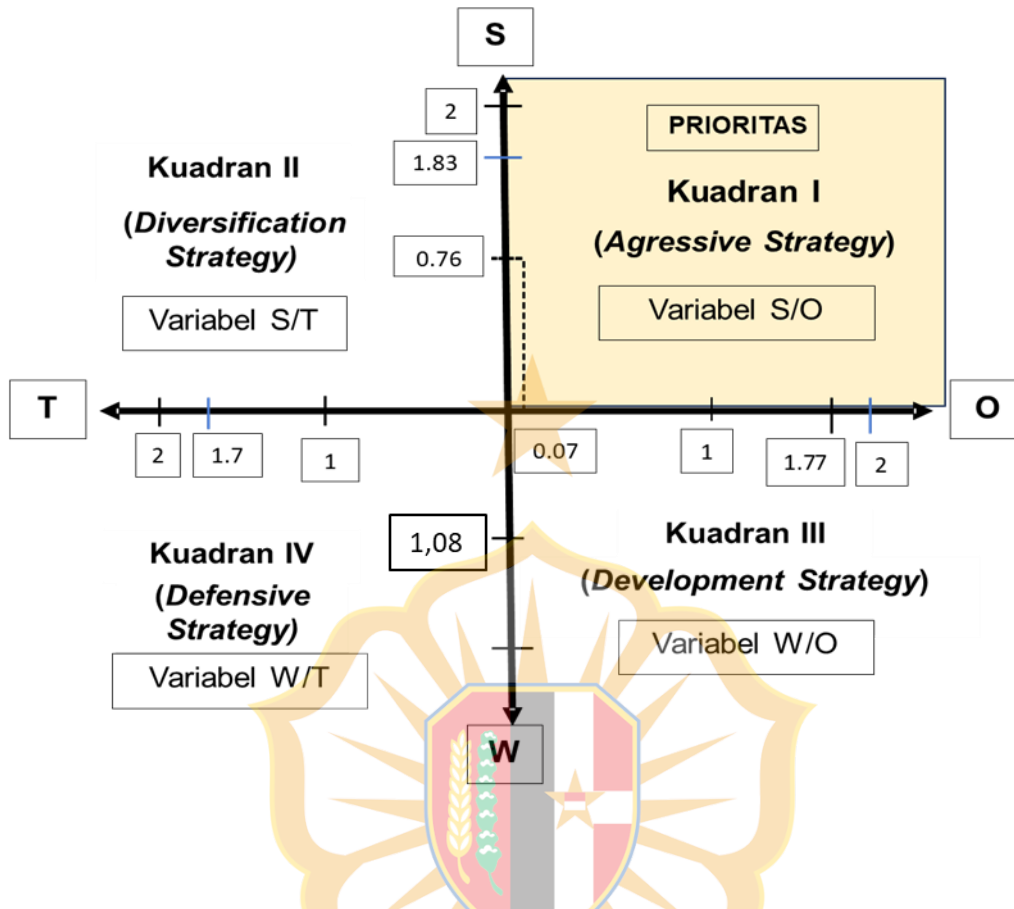 S
2
PRIORITAS
1.83
Kuadran II
Kuadran I
(Diversification
Strategy)
(Agressive Strategy)
0.76
Variabel S/T
Variabel S/O
T
O
2
1.7
1
0.07
1
1.77
2
1,08
Kuadran IV
(Defensive
Strategy)
Kuadran III
(Development Strategy)
Variabel W/T
Variabel W/O
W